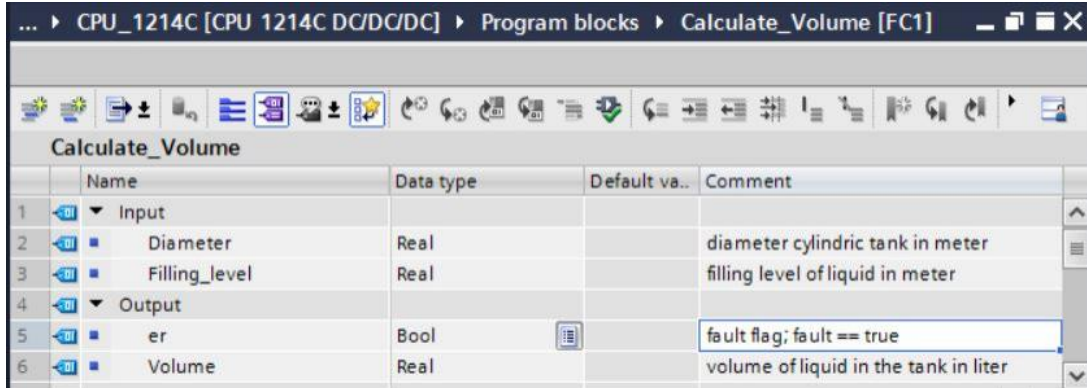 ... ▸ CPU_1214C [CPU 1214C DC/DC/DC] ▸ Program blocks ▸ Calculate_Volume [FC1]
Calculate_Volume
Name Data type Default va.. Comment
1 Input
2 Diameter Real diameter cylindric tank in meter
3 Filling_level Real filling level of liquid in meter
4 Output
5 er Bool fault flag; fault == true
6 Volume Real volume of liquid in the tank in liter